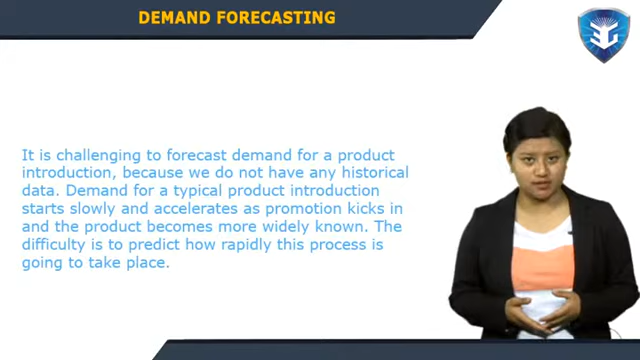 DEMAND FORECASTING
It is challenging to forecast demand for a product
introduction, because we do not have any historical
data. Demand for a typical product introduction
starts slowly and accelerates as promotion kicks in
and the product becomes more widely known. The
difficulty is to predict how rapidly this process is
going to take place.